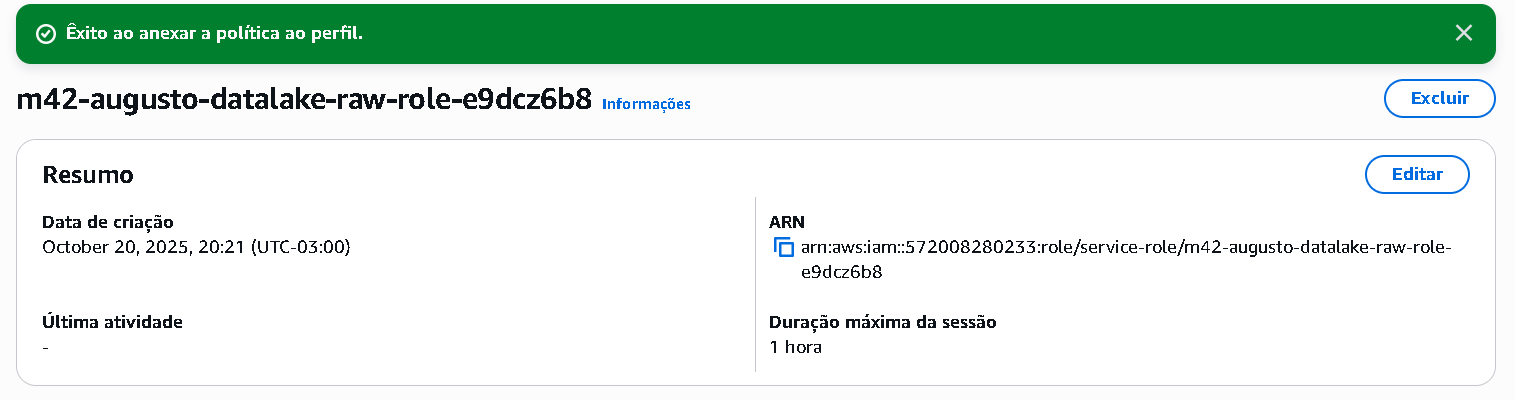 Êxito ao anexar a política ao perfil.
m42-augusto-datalake-raw-role-e9dcz6b8 Informações
Excluir
Resumo
Editar
Data de criação
October 20, 2025, 20:21 (UTC-03:00)
ARN
arn:aws:iam::572008280233:role/service-role/m42-augusto-datalake-raw-role-
e9dcz6b8
Última atividade
-
Duração máxima da sessão
1 hora